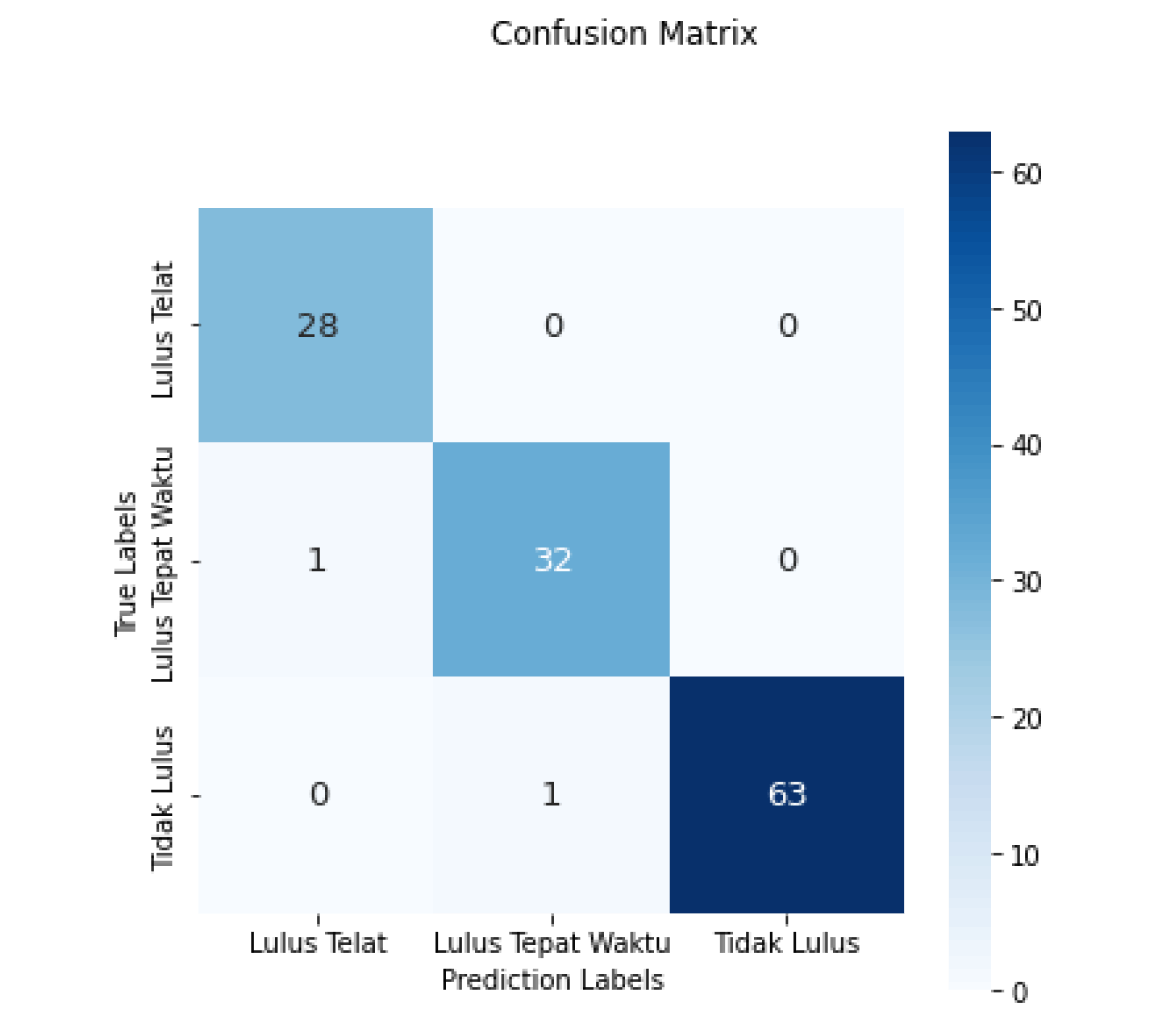 Confusion Matrix
60
50
40
30
20
10
0
True Labels
Lulus Telat
28 0 0
Lulus Tepat Waktu
1 32 0
Tidak Lulus
0 1 63
Lulus Telat Lulus Tepat Waktu Tidak Lulus
Prediction Labels